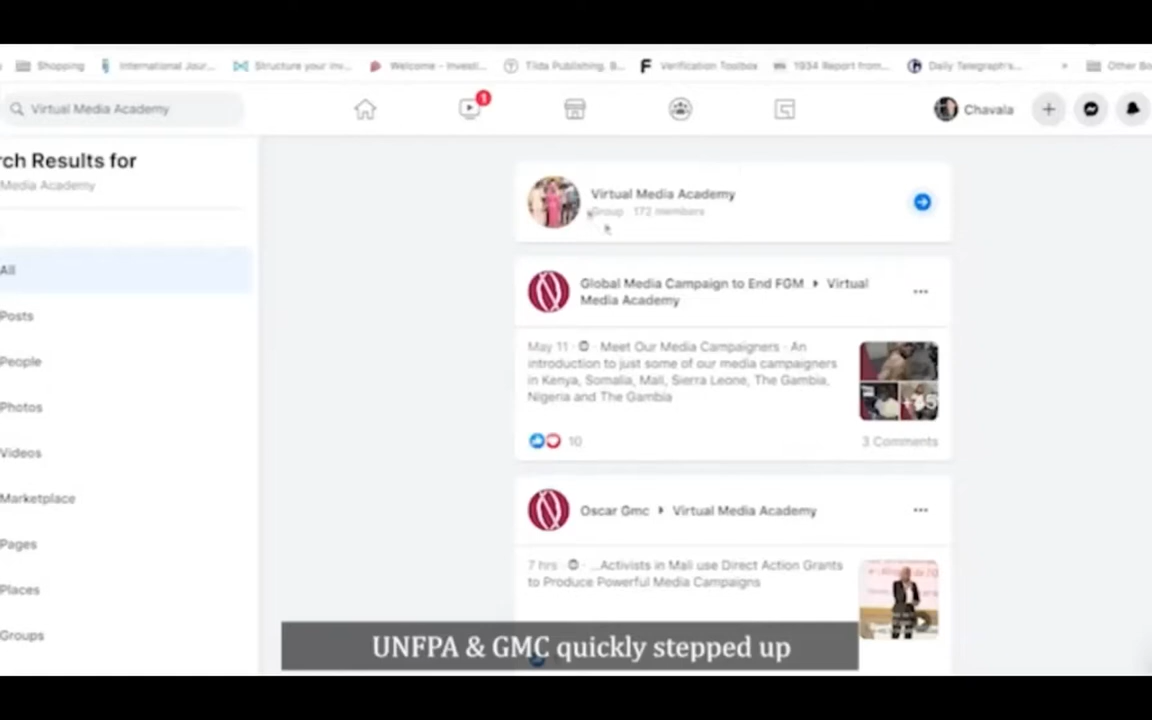 Shopping
International Jour...
Structure your inv...
Welcome - Investi...
Tilda Publishing. B...
Verification Toolbox
1934 Report from...
Daily Telegraph's...
»
Other Bo
Virtual Media Academy
1
Chavala
rch Results for
Media Academy
All
Posts
People
Photos
Videos
Marketplace
Pages
Places
Groups
Virtual Media Academy
Group · 172 members
Global Media Campaign to End FGM ▸ Virtual
Media Academy
May 11 · Meet Our Media Campaigners - An
introduction to just some of our media campaigners
in Kenya, Somalia, Mali, Sierra Leone, The Gambia,
Nigeria and The Gambia
10
3 Comments
Oscar Gmc ▸ Virtual Media Academy
7 hrs · ...Activists in Mali use Direct Action Grants
to Produce Powerful Media Campaigns
UNFPA & GMC quickly stepped up